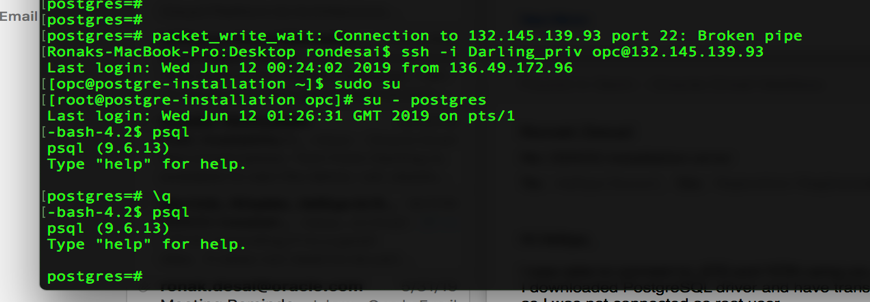 Email
[postgres=#
[postgres=#
[postgres=# packet_write_wait: Connection to 132.145.139.93 port 22: Broken pipe
[Ronaks-MacBook-Pro:Desktop rondesai$ ssh -i Darling_priv opc@132.145.139.93
Last login: Wed Jun 12 00:24:02 2019 from 136.49.172.96
[[opc@postgre-installation ~]$ sudo su
[[root@postgre-installation opc]# su - postgres
Last login: Wed Jun 12 01:26:31 GMT 2019 on pts/1
[-bash-4.2$ psql
psql (9.6.13)
Type "help" for help.
[postgres=# \q
[-bash-4.2$ psql
psql (9.6.13)
Type "help" for help.
postgres=#